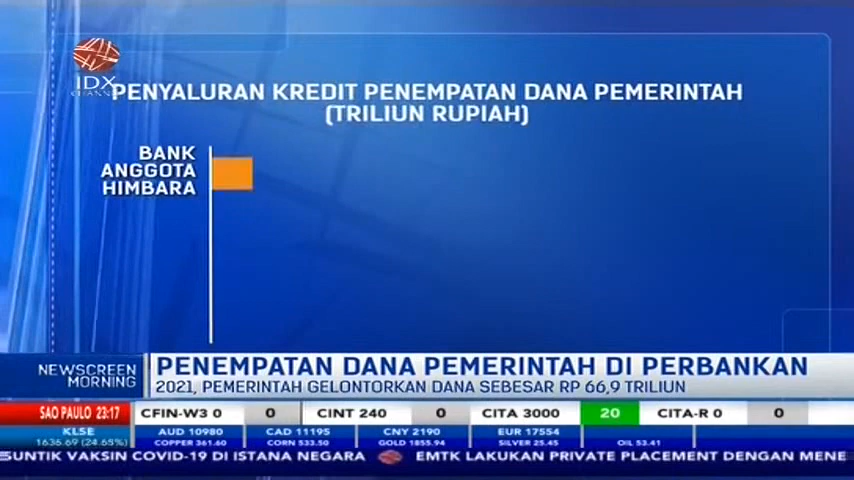 IDX
CHANNEL
PENYALURAN KREDIT PENEMPATAN DANA PEMERINTAH
(TRILIUN RUPIAH)
BANK
ANGGOTA
HIMBARA
NEWSCREEN
MORNING
PENEMPATAN DANA PEMERINTAH DI PERBANKAN
2021, PEMERINTAH GELONTORKAN DANA SEBESAR RP 66,9 TRILIUN
SAO PAULO 23:17
CFIN-W3 0 0 CINT 240 0 CITA 3000 20 CITA-R 0 0
KLSE
1636.69 (24.65%)
AUD 10980 CAD 11195 CNY 2190 EUR 17554
COPPER 361.60 CORN 533.50 GOLD 1855.94 SILVER 25.45 OIL 53.41
SUNTIK VAKSIN COVID-19 DI ISTANA NEGARA EMTK LAKUKAN PRIVATE PLACEMENT DENGAN MENE